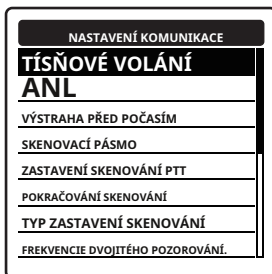 NASTAVENÍ KOMUNIKACE
TÍSŇOVÉ VOLÁNÍ
ANL
VÝSTRAHA PŘED POČASÍM
SKENOVACÍ PÁSMO
ZASTAVENÍ SKENOVÁNÍ PTT
POKRAČOVÁNÍ SKENOVÁNÍ
TYP ZASTAVENÍ SKENOVÁNÍ
FREKVENCIE DVOJITÉHO POZOROVÁNÍ.